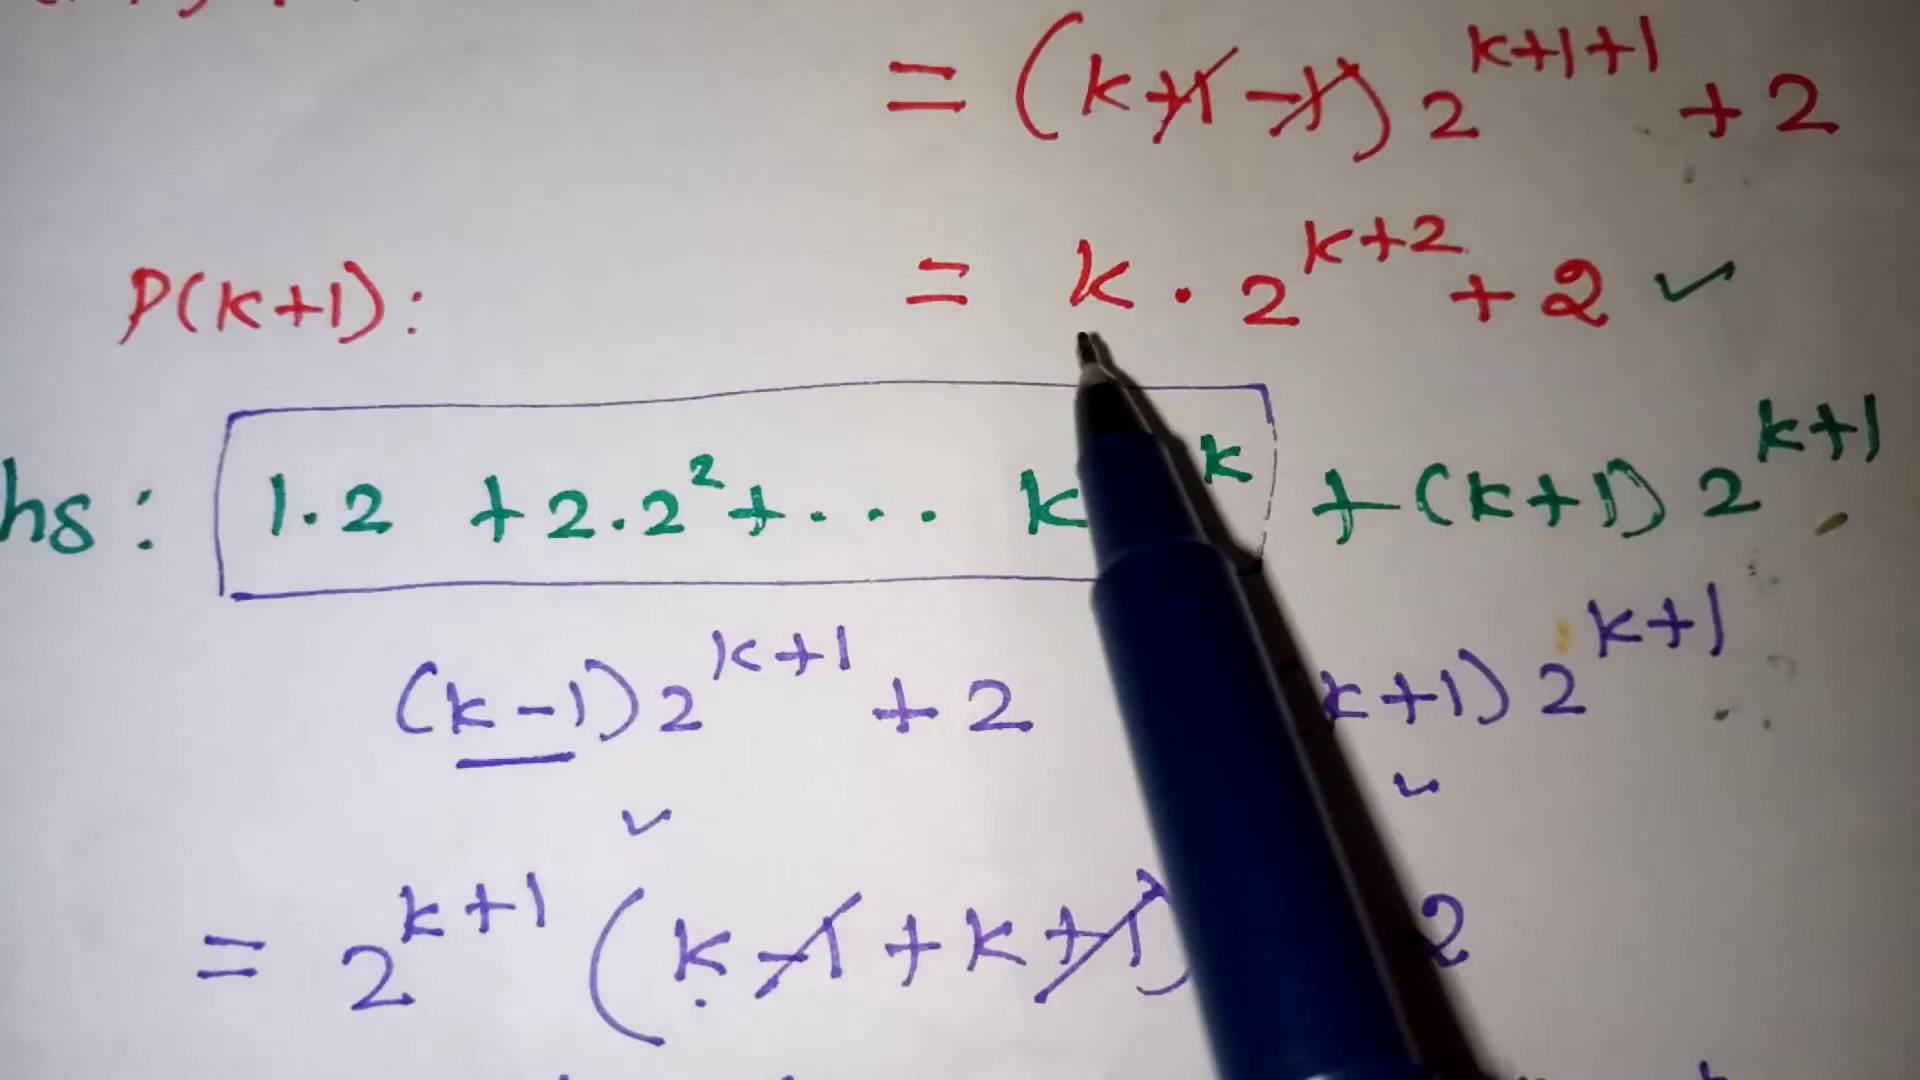 = (k+1-1) 2^{k+1+1} + 2
P(k+1): = k · 2^{k+2} + 2 ✓
hs: 1·2 + 2·2^2 + ... k ^k + (k+1) 2^{k+1}
(k-1) 2^{k+1} + 2 k+1) 2^{k+1}
= 2^{k+1} (k-1+k+1) 2